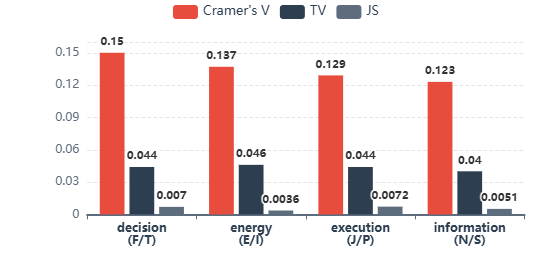 Cramer's V TV JS
0.15
0.12
0.09
0.06
0.03
0
0.15 0.044 0.007
0.137 0.046 0.0036
0.129 0.044 0.0072
0.123 0.04 0.0051
decision
(F/T)
energy
(E/I)
execution
(J/P)
information
(N/S)